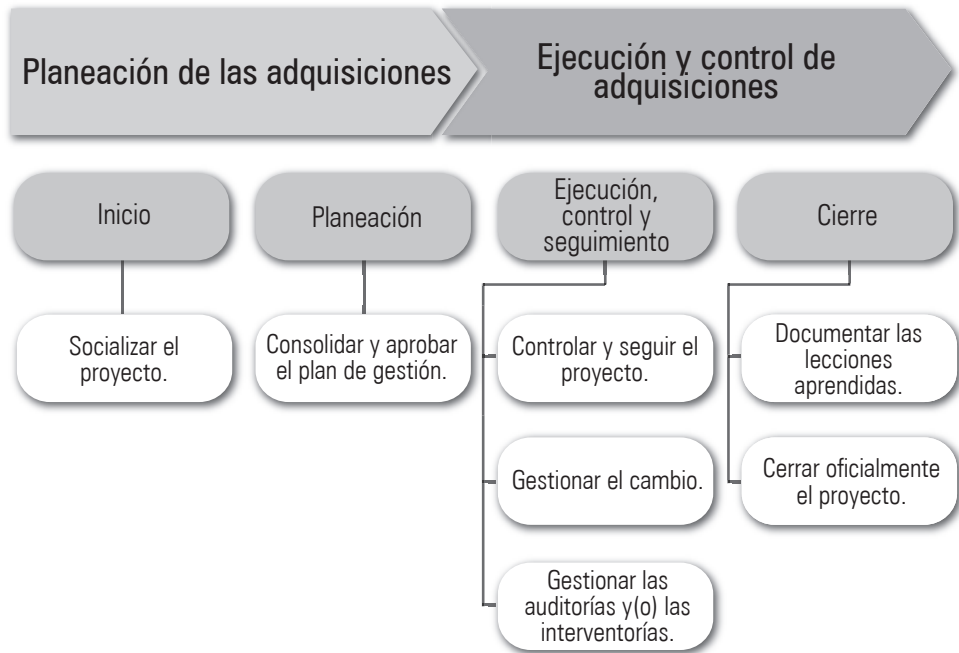 Planeación de las adquisiciones
Ejecución y control de
adquisiciones
Inicio
Planeación
Ejecución,
control y
seguimiento
Cierre
Socializar el
proyecto.
Consolidar y aprobar
el plan de gestión.
Controlar y seguir el
proyecto.
Documentar las
lecciones
aprendidas.
Gestionar el cambio.
Cerrar oficialmente
el proyecto.
Gestionar las
auditorías y(o) las
interventorías.